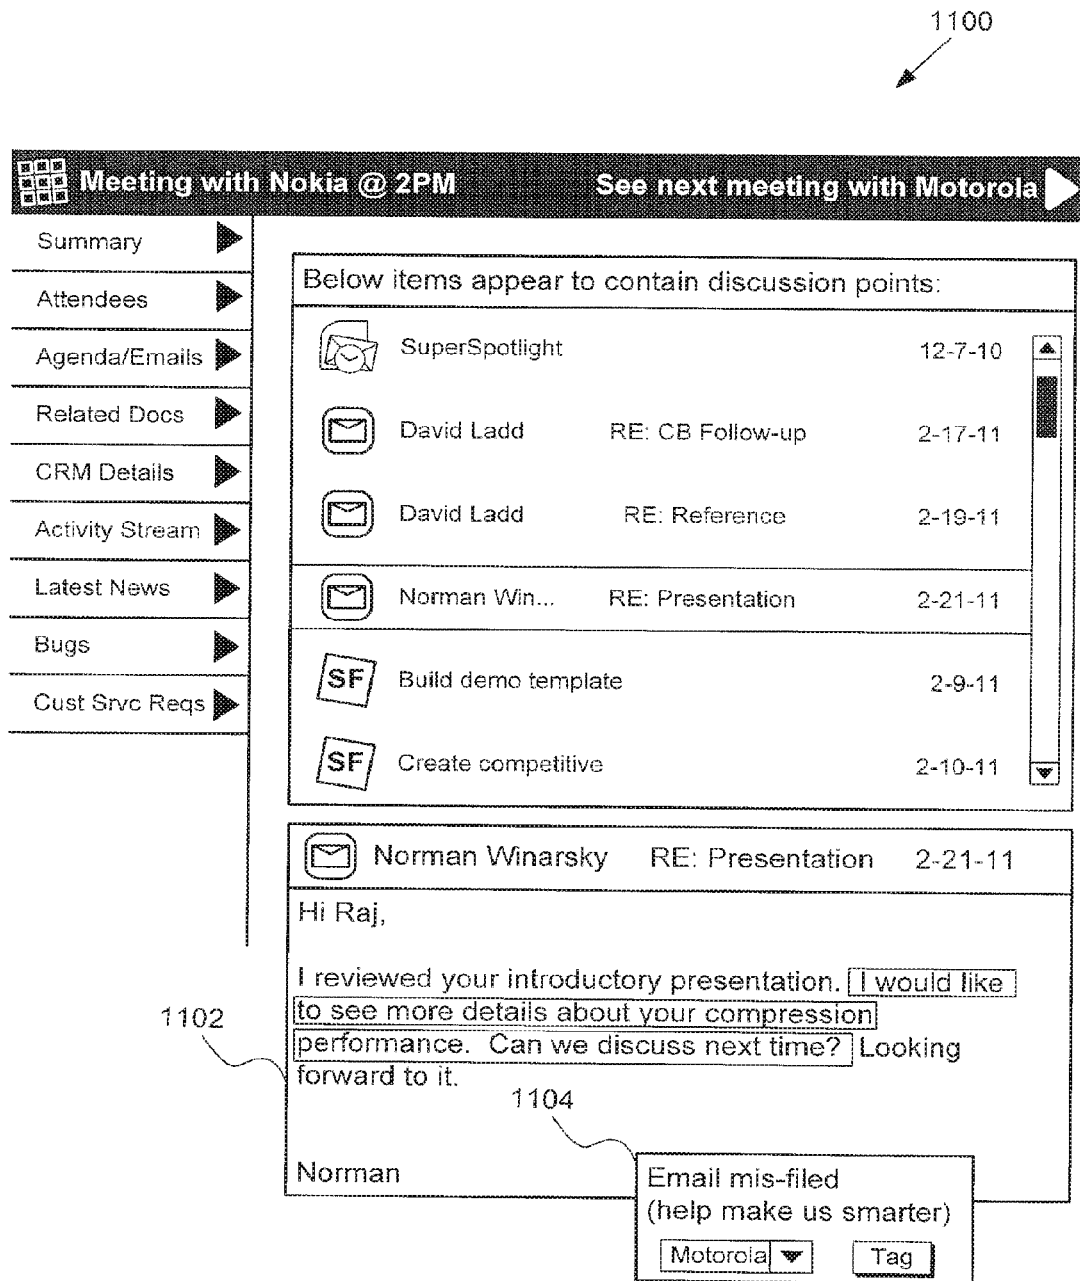 1100
Meeting with Nokia @ 2PM See next meeting with Motorola
Summary
Attendees
Agenda/Emails
Related Docs
CRM Details
Activity Stream
Latest News
Bugs
Cust Srvc Reqs
Below items appear to contain discussion points:
SuperSpotlight 12-7-10
David Ladd RE: CB Follow-up 2-17-11
David Ladd RE: Reference 2-19-11
Norman Win... RE: Presentation 2-21-11
SF Build demo template 2-9-11
SF Create competitive 2-10-11
Norman Winarsky RE: Presentation 2-21-11
Hi Raj,
I reviewed your introductory presentation. I would like
to see more details about your compression
performance. Can we discuss next time? Looking
forward to it.
Norman
1102
1104
Email mis-filed
(help make us smarter)
Motorola Tag